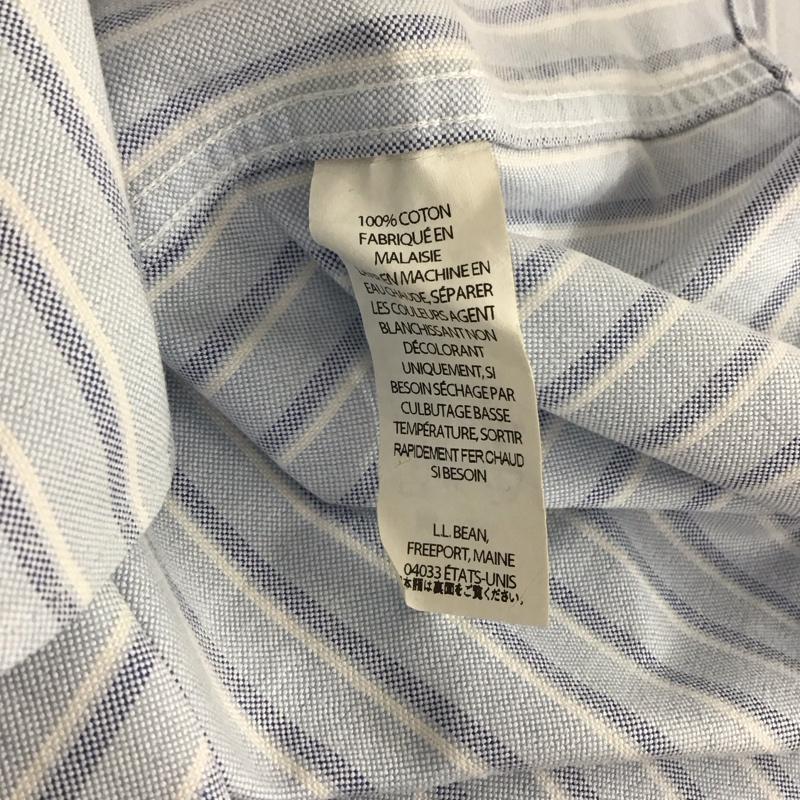 100% COTON
FABRIQUÉ EN
MALAISIE
EN MACHINE EN
EAU CHAUDE, SÉPARER
LES COULEURS AGENT
BLANCHISSANT NON
DÉCOLORANT
UNIQUEMENT, SI
BESOIN SÉCHAGE PAR
CULBUTAGE BASSE
TEMPÉRATURE, SORTIR
RAPIDEMENT FER CHAUD
SI BESOIN
L.L. BEAN,
FREEPORT, MAINE
04033 ÉTATS-UNIS
本開は裏面をご覧ください。